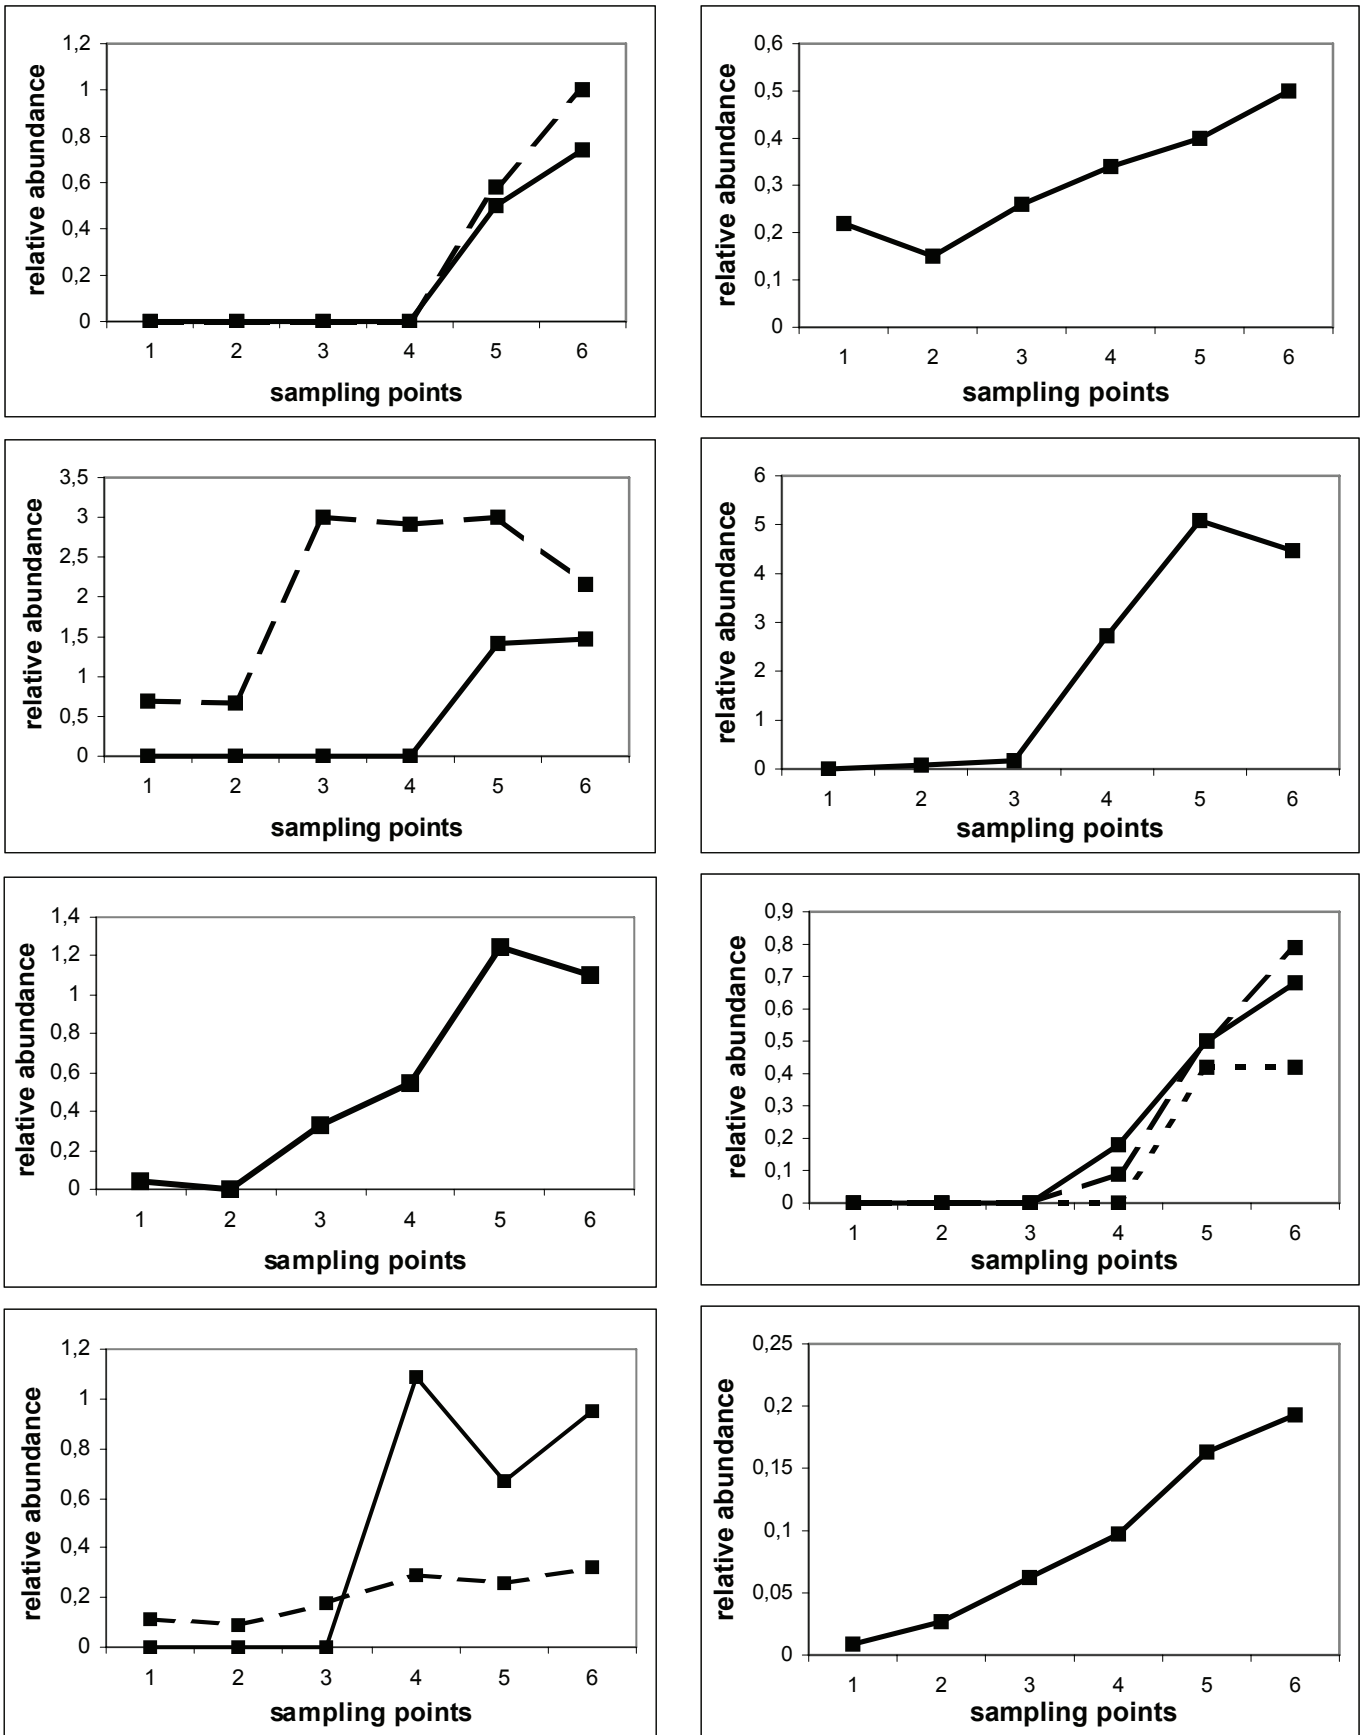 relative abundance
1,2
1
0,8
0,6
0,4
0,2
0
1 2 3 4 5 6
sampling points
relative abundance
0,6
0,5
0,4
0,3
0,2
0,1
0
1 2 3 4 5 6
sampling points
relative abundance
3,5
3
2,5
2
1,5
1
0,5
0
1 2 3 4 5 6
sampling points
relative abundance
6
5
4
3
2
1
0
1 2 3 4 5 6
sampling points
relative abundance
1,4
1,2
1
0,8
0,6
0,4
0,2
0
1 2 3 4 5 6
sampling points
relative abundance
0,9
0,8
0,7
0,6
0,5
0,4
0,3
0,2
0,1
0
1 2 3 4 5 6
sampling points
relative abundance
1,2
1
0,8
0,6
0,4
0,2
0
1 2 3 4 5 6
sampling points
relative abundance
0,25
0,2
0,15
0,1
0,05
0
1 2 3 4 5 6
sampling points